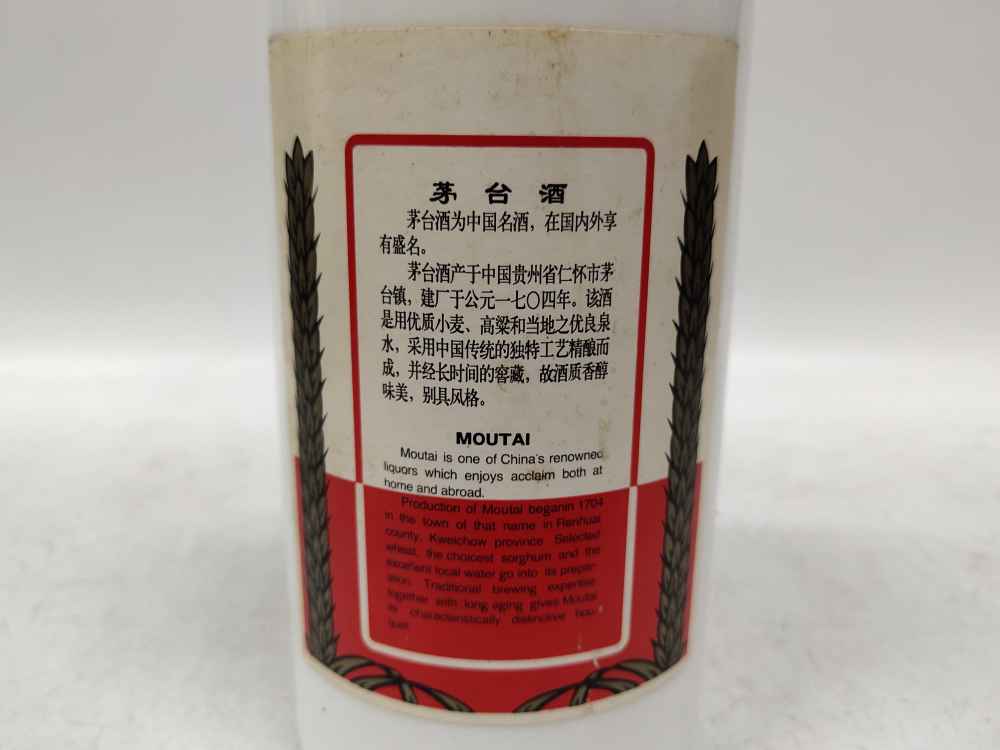 茅台酒
茅台酒为中国名酒，在国内外享
有盛名。
茅台酒产于中国贵州省仁怀市茅
台镇，建厂于公元一七〇四年。该酒
是用优质小麦、高粱和当地之优良泉
水，采用中国传统的独特工艺精酿而
成，并经长时间的窖藏，故酒质香醇
味美，别具风格。
MOUTAI
Moutai is one of China's renowned
liquors which enjoys acclaim both at
home and abroad.
Production of Moutai beganin 1704
in the town of that name in Renhuai
county, Kweichow province Selected
wheat, the choicest sorghum and the
excellent local water go into its prepar-
ation. Traditional brewing expertise
together with long aging gives Moutai
its characteristically distinctive bou-
quet